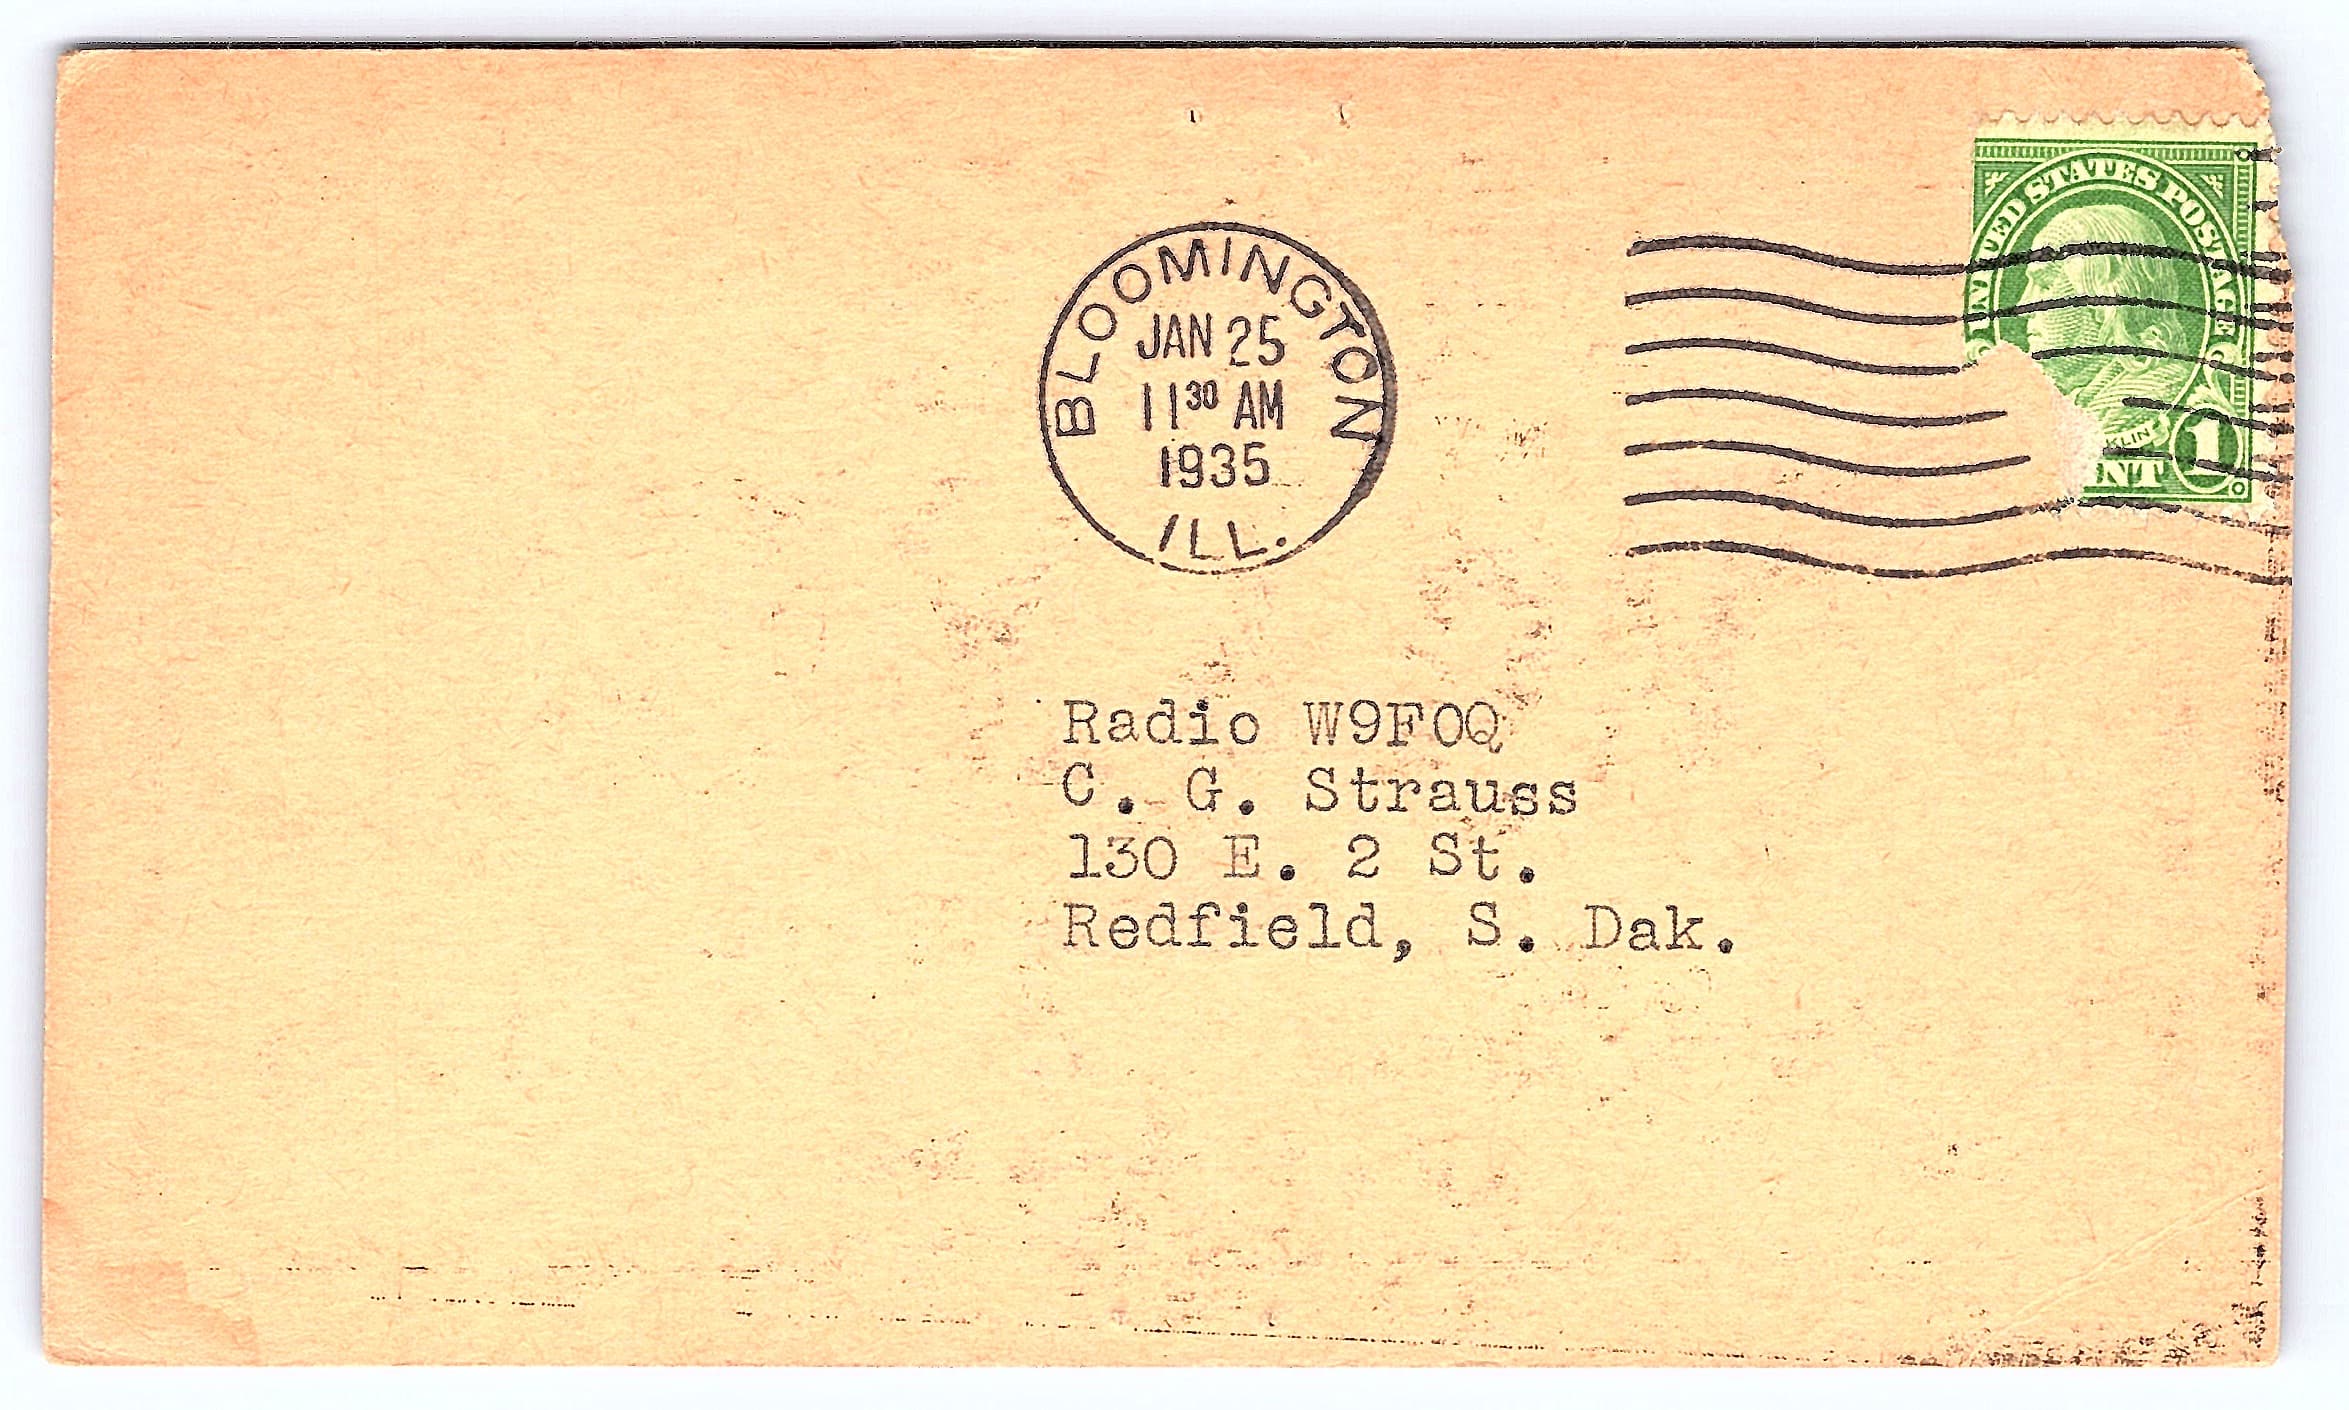 BLOOMINGTON
JAN 25
11 30 AM
1935
ILL.
UNITED STATES POSTAGE
1
Radio W9FOQ
C. G. Strauss
130 E. 2 St.
Redfield, S. Dak.